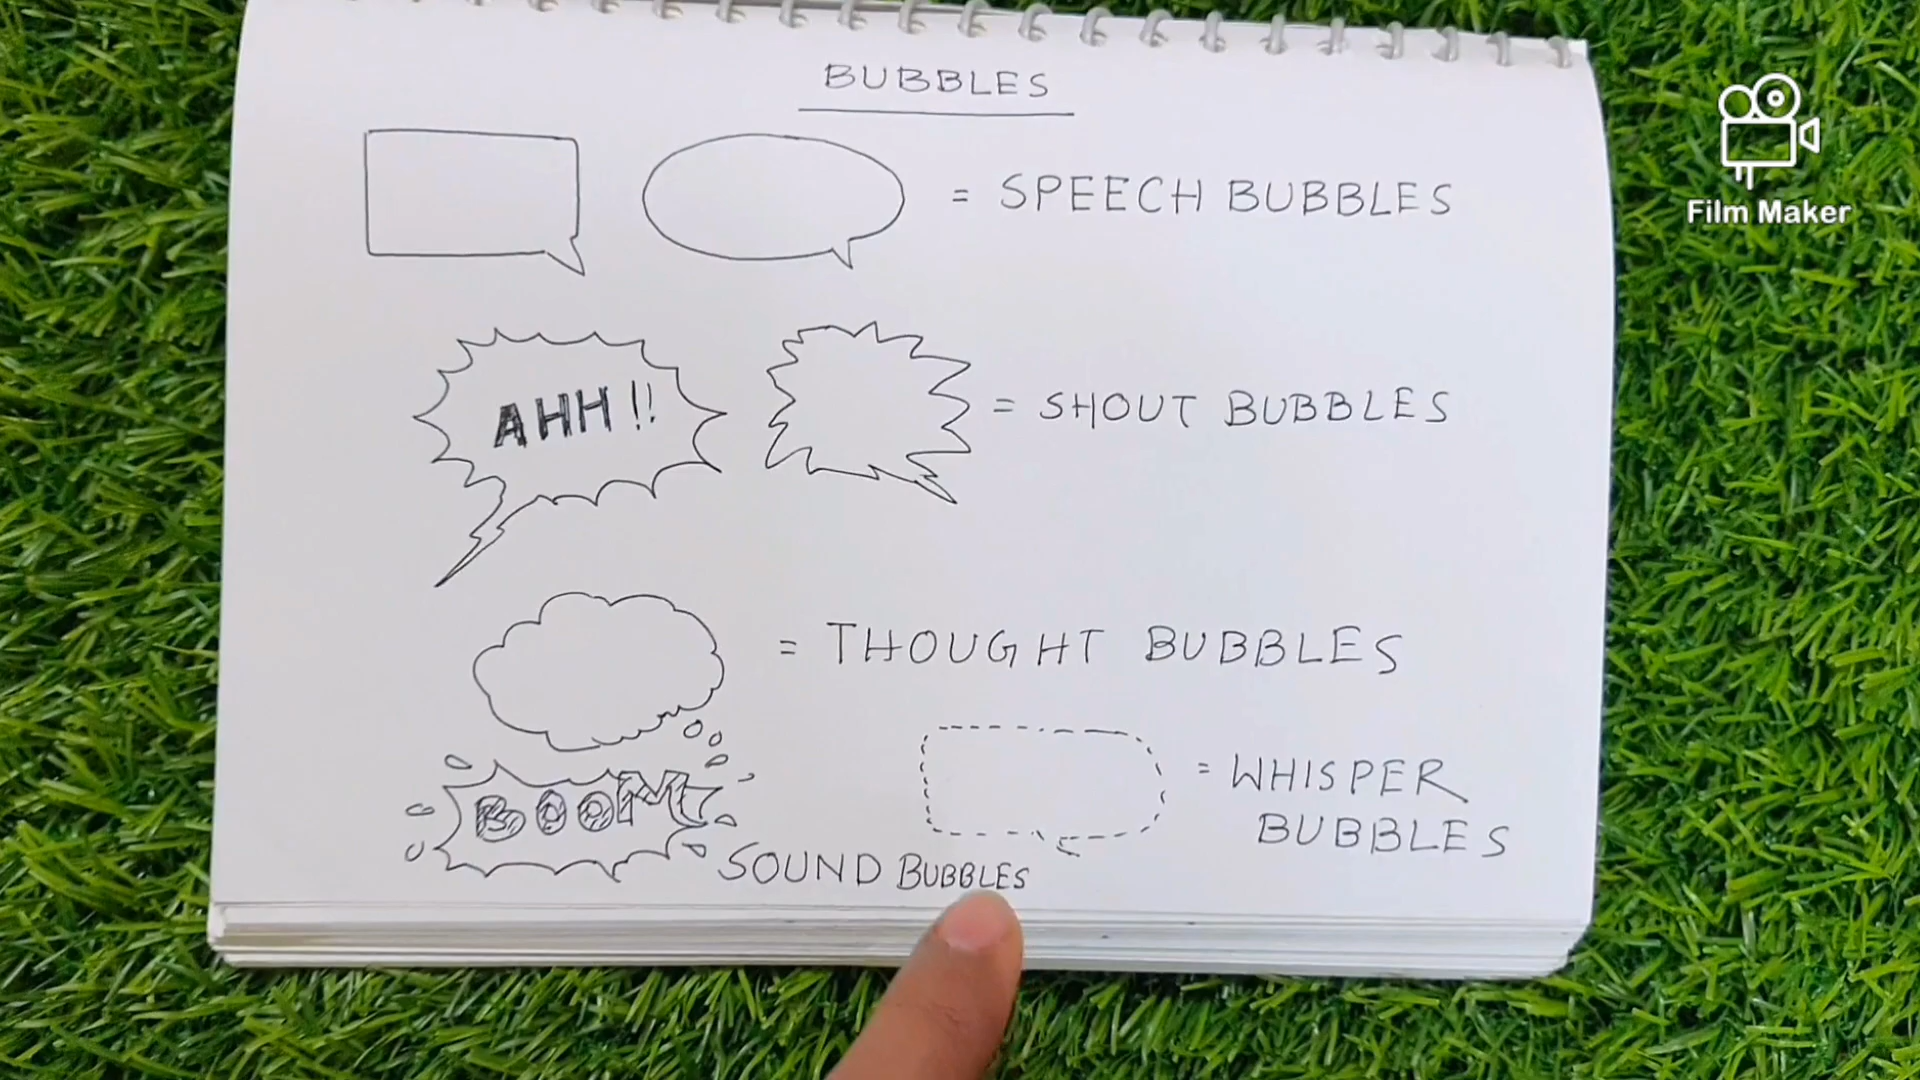 BUBBLES
= SPEECH BUBBLES
AHH!!
= SHOUT BUBBLES
= THOUGHT BUBBLES
= WHISPER
BUBBLES
BOOM
SOUND BUBBLES
Film Maker